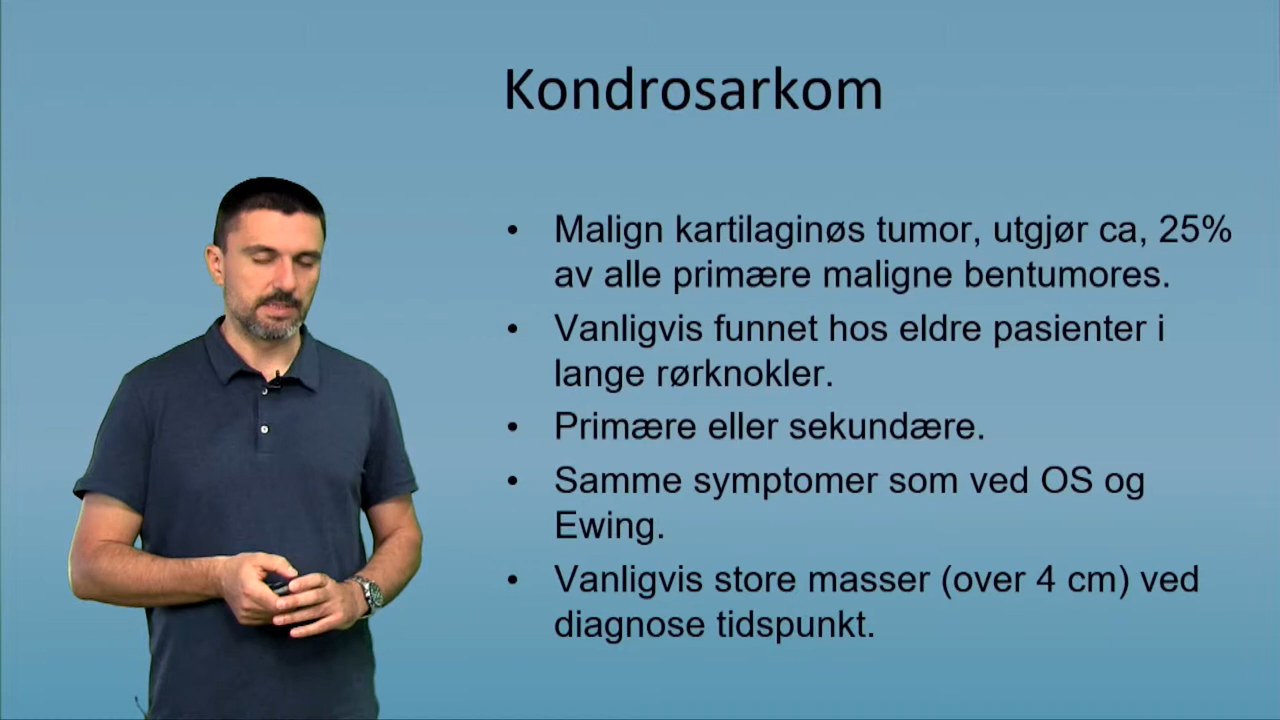 Kondrosarkom
• Malign kartilaginøs tumor, utgjør ca, 25%
av alle primære maligne bentumores.
• Vanligvis funnet hos eldre pasienter i
lange rørknokler.
• Primære eller sekundære.
• Samme symptomer som ved OS og
Ewing.
• Vanligvis store masser (over 4 cm) ved
diagnose tidspunkt.